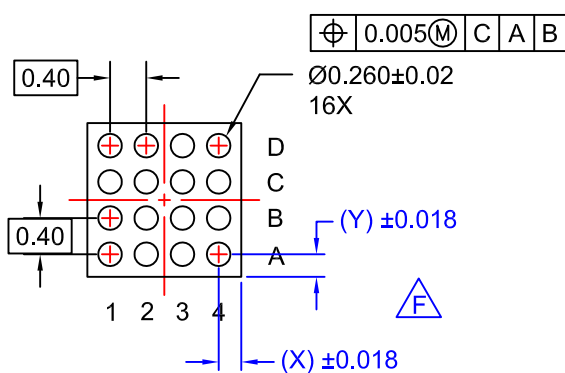 ⌖ 0.005Ⓜ C A B
0.40
Ø0.260±0.02
16X
D
C
B
A
0.40
(Y) ±0.018
F
1 2 3 4
(X) ±0.018